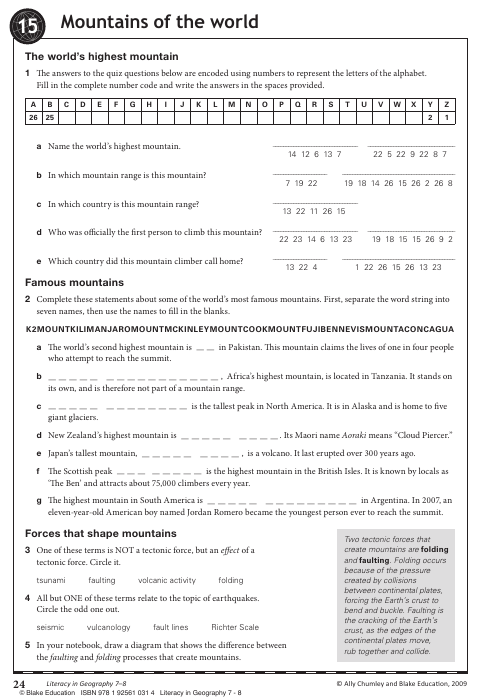 15 Mountains of the world
The world's highest mountain
1 The answers to the quiz questions below are encoded using numbers to represent the letters of the alphabet.
Fill in the complete number code and write the answers in the spaces provided.
A B C D E F G H I J K L M N O P Q R S T U V W X Y Z
26 25 2 1
a Name the world's highest mountain.
14 12 6 13 7 22 5 22 9 22 8 7
b In which mountain range is this mountain?
7 19 22 19 18 14 26 15 26 2 26 8
c In which country is this mountain range?
13 22 11 26 15
d Who was officially the first person to climb this mountain?
22 23 14 6 13 23 19 18 15 15 26 9 2
e Which country did this mountain climber call home?
13 22 4 1 22 26 15 26 13 23
Famous mountains
2 Complete these statements about some of the world's most famous mountains. First, separate the word string into
seven names, then use the names to fill in the blanks.
K2MOUNTKILIMANJAROMOUNTMCKINLEYMOUNTCOOKMOUNTFUJIBENNEVISMOUNTACONCAGUA
a The world's second highest mountain is _ _ in Pakistan. This mountain claims the lives of one in four people
who attempt to reach the summit.
b _ _ _ _ _ _ _ _ _ _ _ _ _ _ _ _, Africa's highest mountain, is located in Tanzania. It stands on
its own, and is therefore not part of a mountain range.
c _ _ _ _ _ _ _ _ _ _ _ _ _ is the tallest peak in North America. It is in Alaska and is home to five
giant glaciers.
d New Zealand's highest mountain is _ _ _ _ _ _ _ _ _. Its Maori name Aoraki means "Cloud Piercer."
e Japan's tallest mountain, _ _ _ _ _ _ _ _ _, is a volcano. It last erupted over 300 years ago.
f The Scottish peak _ _ _ _ _ _ _ _ is the highest mountain in the British Isles. It is known by locals as
'The Ben' and attracts about 75,000 climbers every year.
g The highest mountain in South America is _ _ _ _ _ _ _ _ _ _ _ _ _ _ in Argentina. In 2007, an
eleven-year-old American boy named Jordan Romero became the youngest person ever to reach the summit.
Forces that shape mountains
3 One of these terms is NOT a tectonic force, but an effect of a
tectonic force. Circle it.
tsunami faulting volcanic activity folding
4 All but ONE of these terms relate to the topic of earthquakes.
Circle the odd one out.
seismic vulcanology fault lines Richter Scale
5 In your notebook, draw a diagram that shows the difference between
the faulting and folding processes that create mountains.
Two tectonic forces that
create mountains are folding
and faulting. Folding occurs
because of the pressure
created by collisions
between continental plates,
forcing the Earth's crust to
bend and buckle. Faulting is
the cracking of the Earth's
crust, as the edges of the
continental plates move,
rub together and collide.
24 Literacy in Geography 7–8 © Ally Chumley and Blake Education, 2009
© Blake Education ISBN 978 1 92561 031 4 Literacy in Geography 7 - 8